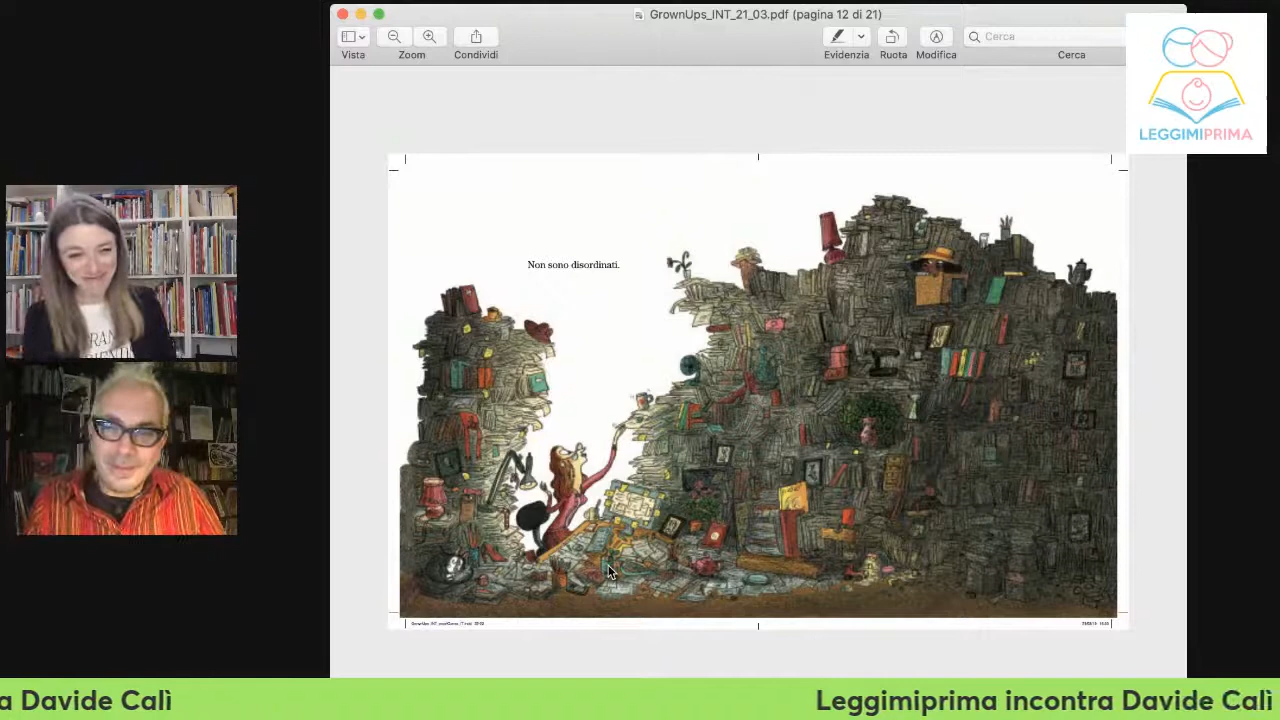 GrownUps_INT_21_03.pdf (pagina 12 di 21)
Vista
Zoom
Condividi
Evidenzia
Ruota
Modifica
Cerca
Cerca
LEGGIMIPRIMA
Non sono disordinati.
a Davide Calì
Leggimiprima incontra Davide Calì